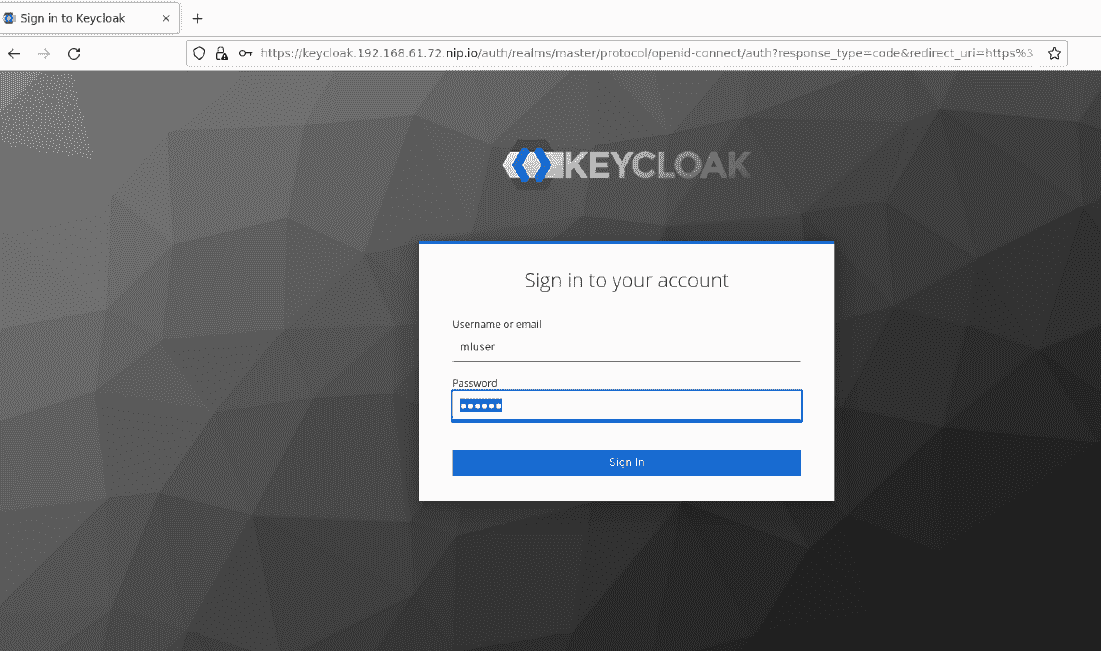 Sign in to Keycloak
https://keycloak.192.168.61.72.nip.io/auth/realms/master/protocol/openid-connect/auth?response_type=code&redirect_uri=https%3
KEYCLOAK
Sign in to your account
Username or email
mluser
Password
••••••
Sign In